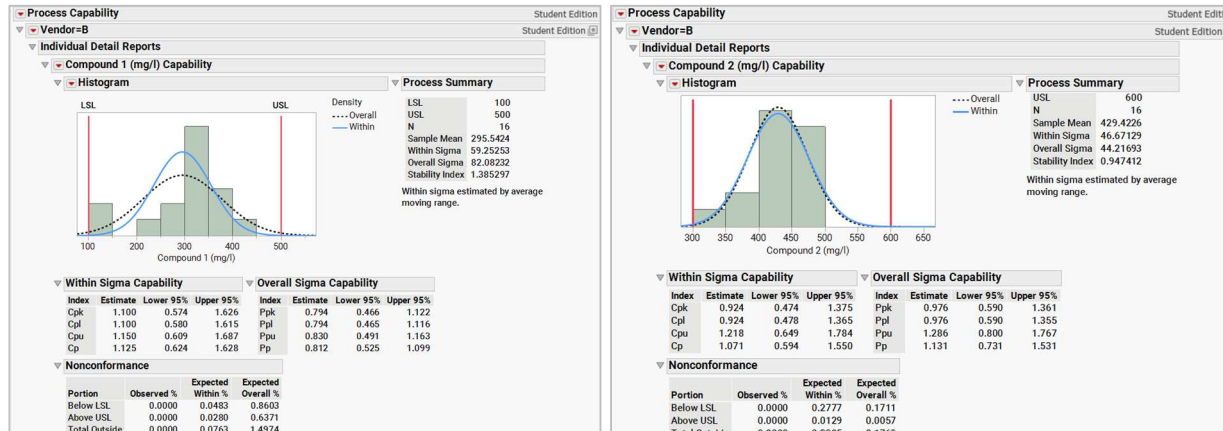 Process Capability Student Edition
Vendor=B Student Edition
Individual Detail Reports
Compound 1 (mg/l) Capability
Histogram
LSL USL
Density
Overall
Within
100 200 300 400 500
Compound 1 (mg/l)
Process Summary
LSL 100
USL 500
N 16
Sample Mean 295.5424
Within Sigma 59.25253
Overall Sigma 82.08232
Stability Index 1.385297
Within sigma estimated by average
moving range.
Within Sigma Capability
Index Estimate Lower 95% Upper 95%
Cpk 1.100 0.574 1.626
Cpl 1.100 0.580 1.615
Cpu 1.150 0.609 1.687
Cp 1.125 0.624 1.628
Overall Sigma Capability
Index Estimate Lower 95% Upper 95%
Ppk 0.794 0.466 1.122
Ppl 0.794 0.465 1.116
Ppu 0.830 0.491 1.163
Pp 0.812 0.525 1.099
Nonconformance
Expected Expected
Portion Observed % Within % Overall %
Below LSL 0.0000 0.0483 0.8603
Above USL 0.0000 0.0280 0.6371
Total Outside 0.0000 0.0763 1.4974
Process Capability Student Editi
Vendor=B Student Edition
Individual Detail Reports
Compound 2 (mg/l) Capability
Histogram
Overall
Within
300 350 400 450 500 550 600 650
Compound 2 (mg/l)
Process Summary
USL 600
N 16
Sample Mean 429.4226
Within Sigma 46.67129
Overall Sigma 44.21693
Stability Index 0.947412
Within sigma estimated by average
moving range.
Within Sigma Capability
Index Estimate Lower 95% Upper 95%
Cpk 0.924 0.474 1.375
Cpl 0.924 0.478 1.365
Cpu 1.218 0.649 1.784
Cp 1.071 0.594 1.550
Overall Sigma Capability
Index Estimate Lower 95% Upper 95%
Ppk 0.976 0.590 1.361
Ppl 0.976 0.590 1.355
Ppu 1.286 0.800 1.767
Pp 1.131 0.731 1.531
Nonconformance
Expected Expected
Portion Observed % Within % Overall %
Below LSL 0.0000 0.2777 0.1711
Above USL 0.0000 0.0129 0.0057